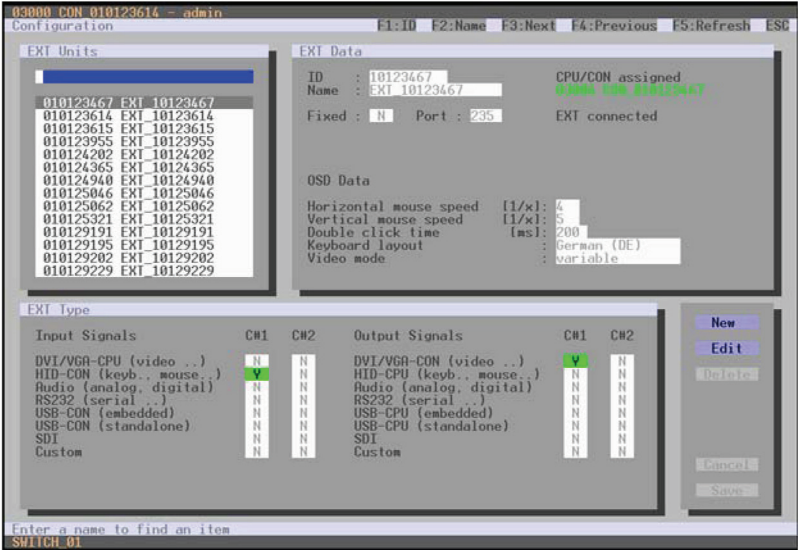 03000 CON_010123614 - admin
Configuration F1:ID F2:Name F3:Next F4:Previous F5:Refresh ESC
EXT Units
010123467 EXT_10123467
010123614 EXT_10123614
010123615 EXT_10123615
010123955 EXT_10123955
010124202 EXT_10124202
010124365 EXT_10124365
010124940 EXT_10124940
010125046 EXT_10125046
010125062 EXT_10125062
010125321 EXT_10125321
010129191 EXT_10129191
010129195 EXT_10129195
010129202 EXT_10129202
010129229 EXT_10129229
EXT Data
ID : 10123467 CPU/CON assigned
Name : EXT_10123467 03004 CON_010123467
Fixed : N Port : 235 EXT connected
OSD Data
Horizontal mouse speed [1/x]: 4
Vertical mouse speed [1/x]: 5
Double click time [ms]: 200
Keyboard layout : German (DE)
Video mode : variable
EXT Type
Input Signals C#1 C#2 Output Signals C#1 C#2
DVI/VGA-CPU (video ..) N N DVI/VGA-CON (video ..) Y N
HID-CON (keyb.. mouse..) Y N HID-CPU (keyb.. mouse..) N N
Audio (analog, digital) N N Audio (analog, digital) N N
RS232 (serial ..) N N RS232 (serial ..) N N
USB-CON (embedded) N N USB-CPU (embedded) N N
USB-CON (standalone) N N USB-CPU (standalone) N N
SDI N N SDI N N
Custom N N Custom N N
New
Edit
Delete
Cancel
Save
Enter a name to find an item
SWITCH_01